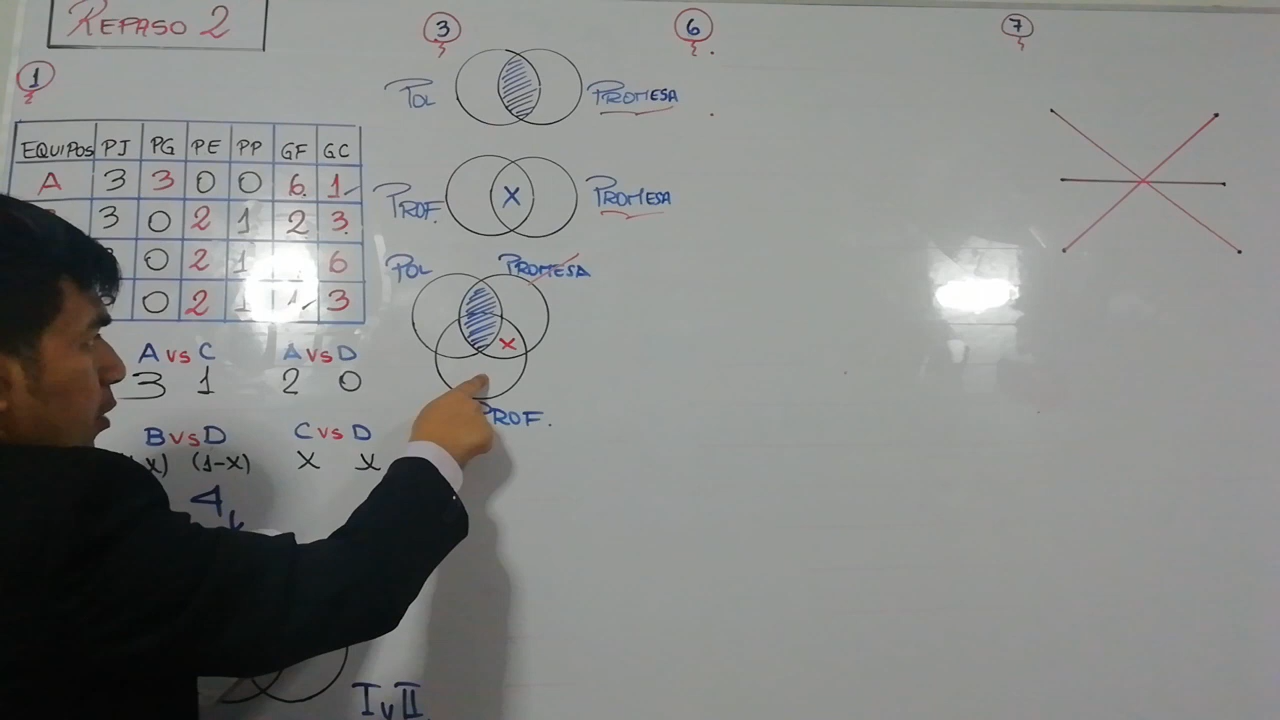 REPASO 2
1
EQUIPOS PJ PG PE PP GF GC
A 3 3 0 0 6 1
3 0 2 1 2 3
0 2 1 6
0 2 1 1 3
A vs C
3 1
A vs D
2 0
B vs D
x) (1-x)
C vs D
x x
4
I v II
3
POL PROMESA
PROF. X PROMESA
POL PROMESA
x
PROF.
6
7